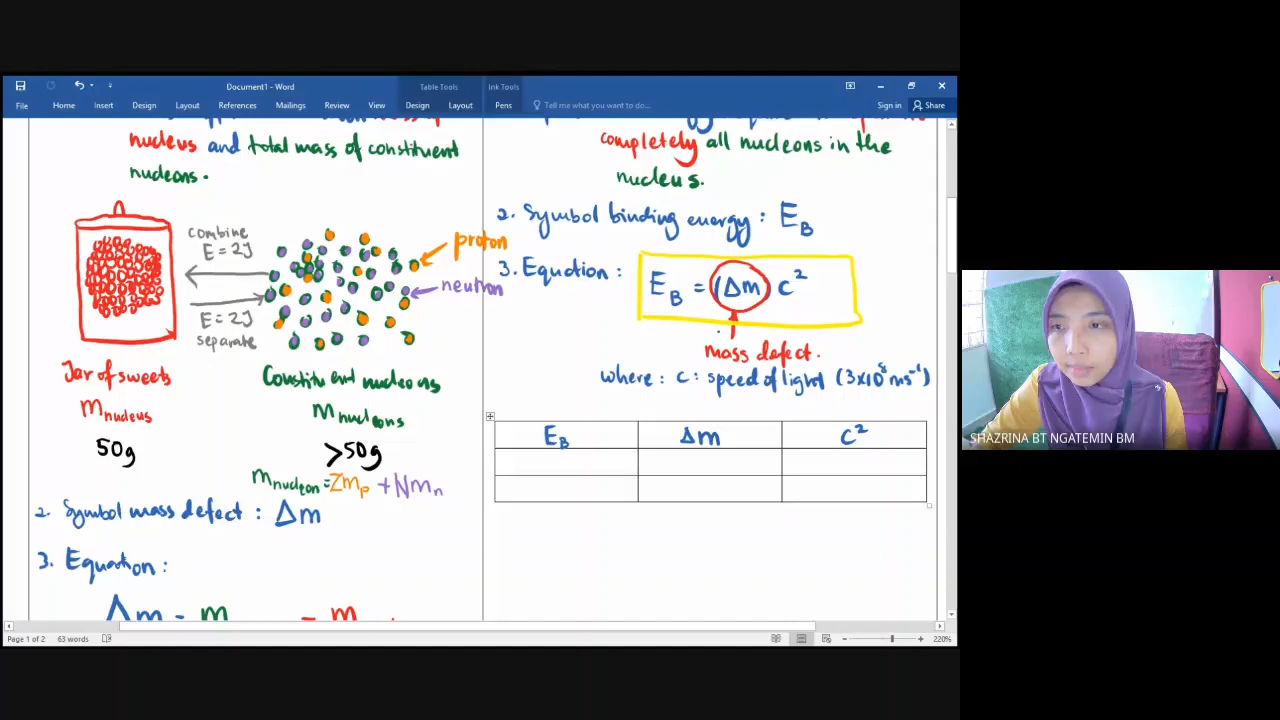 Document1 - Word
Table Tools
Ink Tools
File Home Insert Design Layout References Mailings Review View Design Layout Pens Tell me what you want to do... Sign in Share
nucleus and total mass of constituent
nucleons.
combine
E = 2J
E = 2J
separate
proton
neutron
Jar of sweets
Mnucleus
50g
Constituent nucleons
Mnucleons
>50g
mnucleon = Zmp + Nmn
2. Symbol mass defect : Δm
3. Equation :
Δm = m = m
completely all nucleons in the
nucleus.
2. Symbol binding energy : EB
3. Equation : EB = (Δm) c²
mass defect.
where : c : speed of light (3x10⁸ ms⁻¹)
EB Δm c²
SHAZRINA BT NGATEMIN BM
Page 1 of 2 63 words
220%